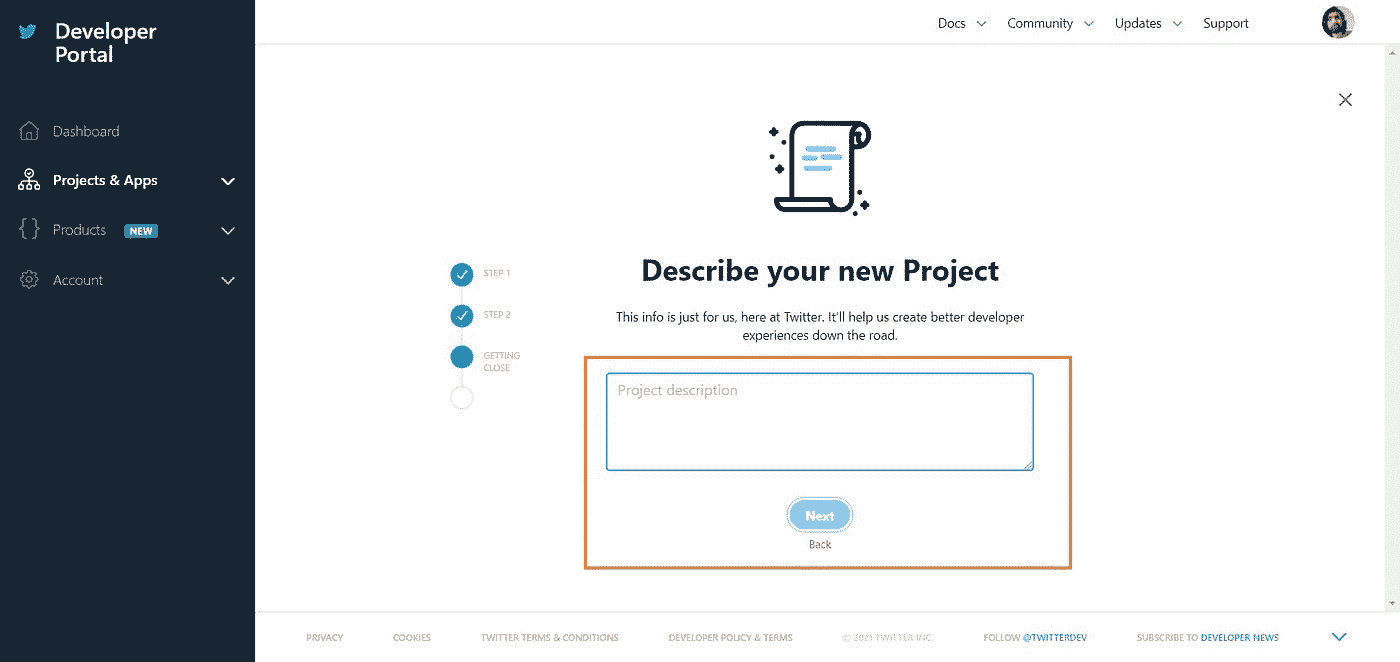 Developer
Portal
Docs
Community
Updates
Support
Dashboard
Projects & Apps
Products NEW
Account
STEP 1
STEP 2
GETTING
CLOSE
Describe your new Project
This info is just for us, here at Twitter. It'll help us create better developer
experiences down the road.
Project description
Next
Back
PRIVACY
COOKIES
TWITTER TERMS & CONDITIONS
DEVELOPER POLICY & TERMS
© 2021 TWITTER INC.
FOLLOW @TWITTERDEV
SUBSCRIBE TO DEVELOPER NEWS